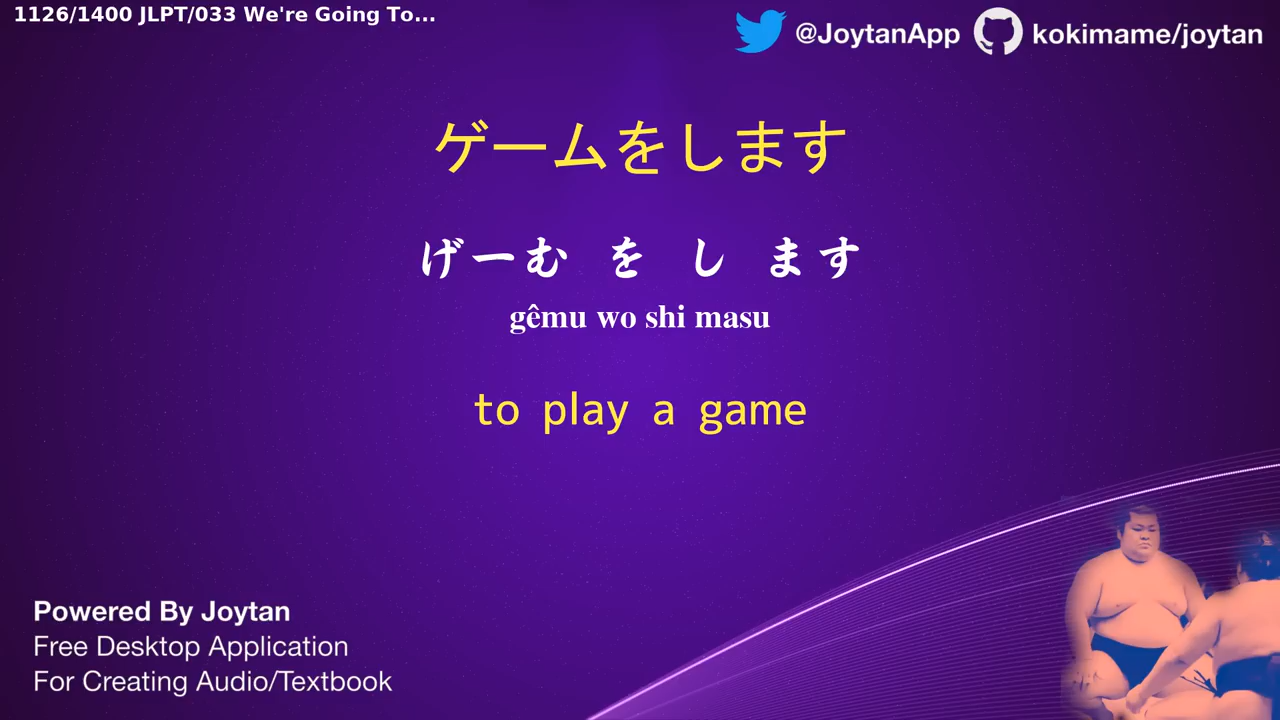 1126/1400 JLPT/033 We're Going To...
@JoytanApp kokimame/joytan
ゲームをします
げーむ を し ます
gêmu wo shi masu
to play a game
Powered By Joytan
Free Desktop Application
For Creating Audio/Textbook